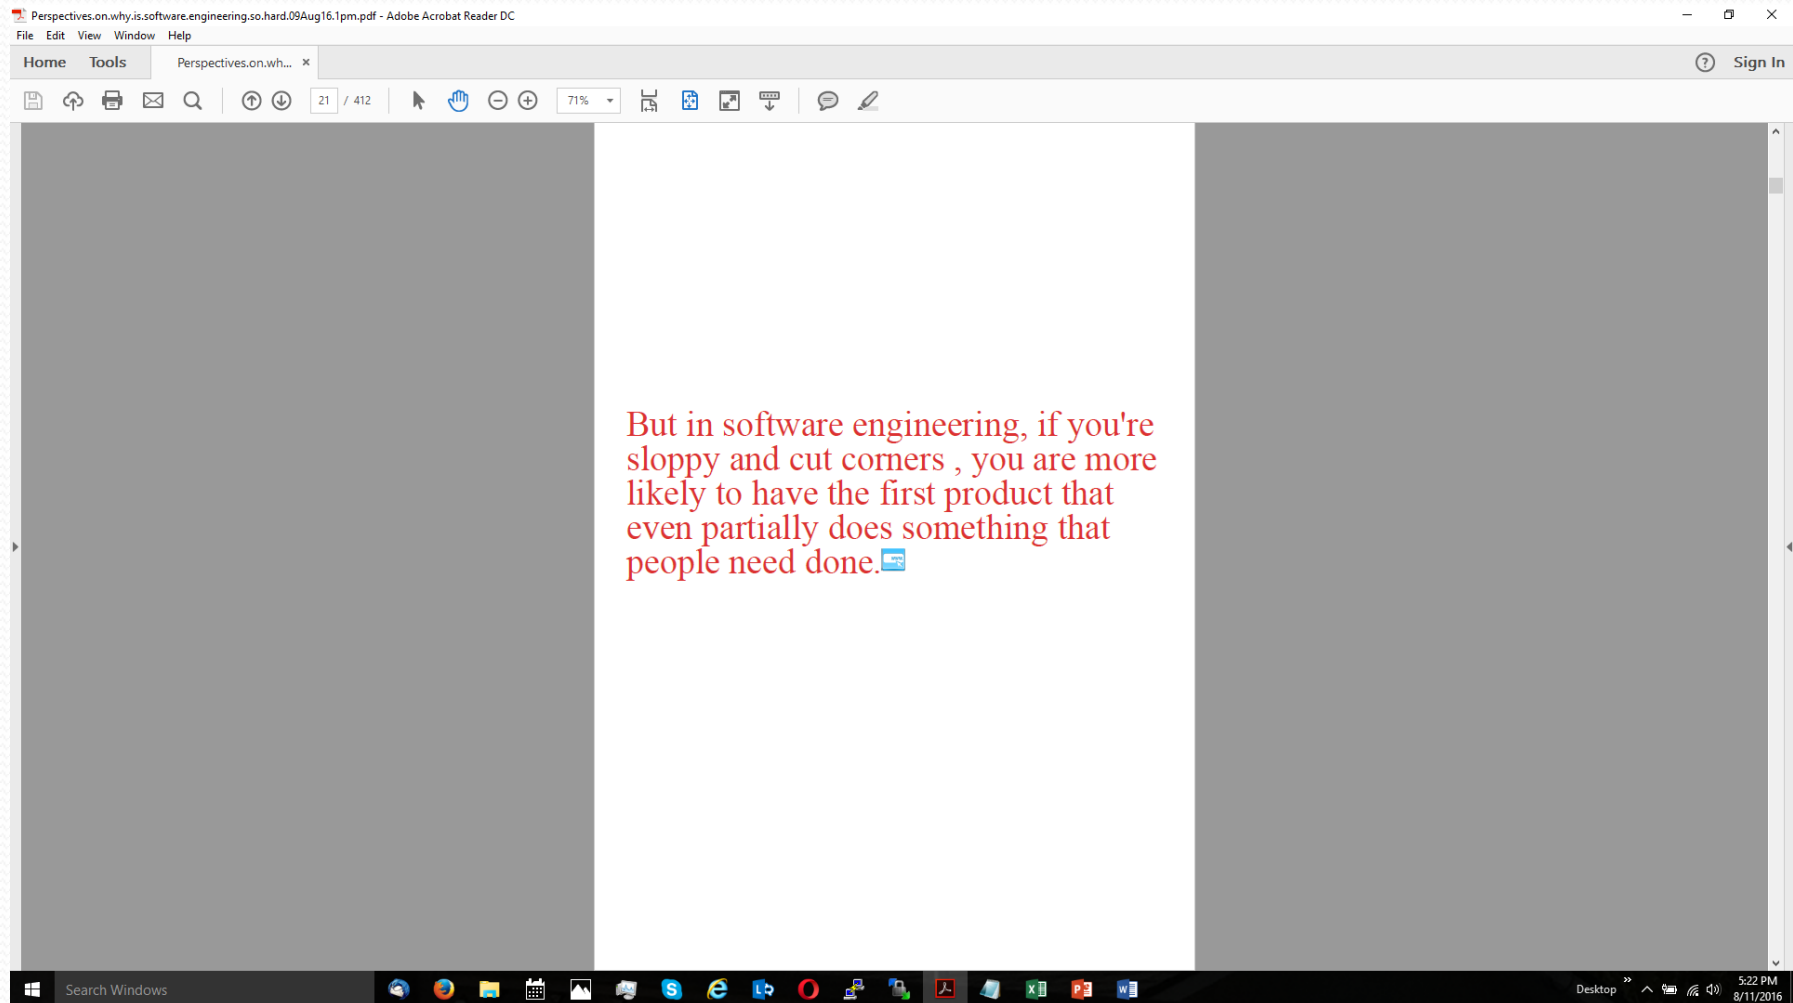 Perspectives.on.why.is.software.engineering.so.hard.09Aug16.1pm.pdf - Adobe Acrobat Reader DC
File Edit View Window Help
Home Tools Perspectives.on.wh... × ? Sign In
21 / 412 71%
But in software engineering, if you're
sloppy and cut corners , you are more
likely to have the first product that
even partially does something that
people need done.
Search Windows
Desktop » 5:22 PM
8/11/2016